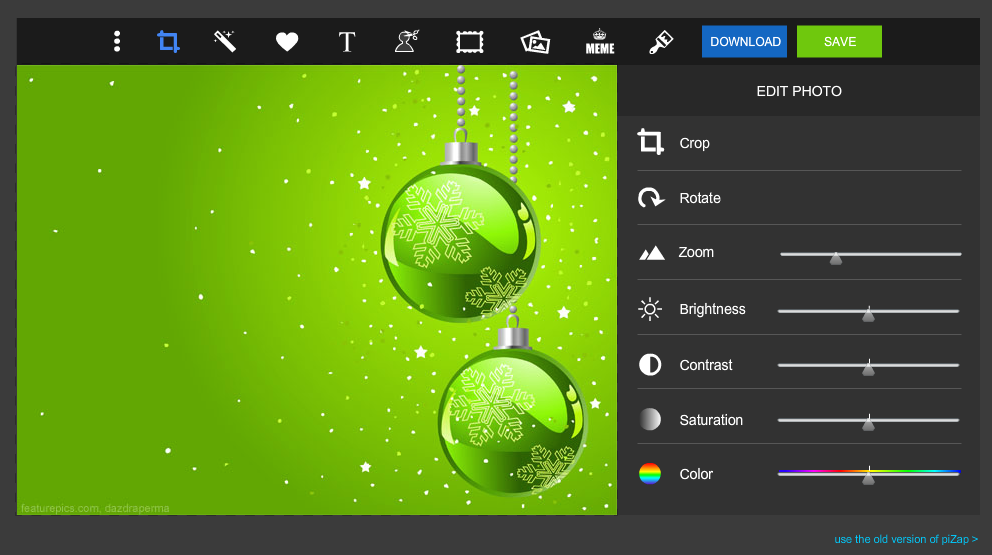 T
MEME
DOWNLOAD
SAVE
EDIT PHOTO
Crop
Rotate
Zoom
Brightness
Contrast
Saturation
Color
featurepics.com, dazdraperma
use the old version of piZap >